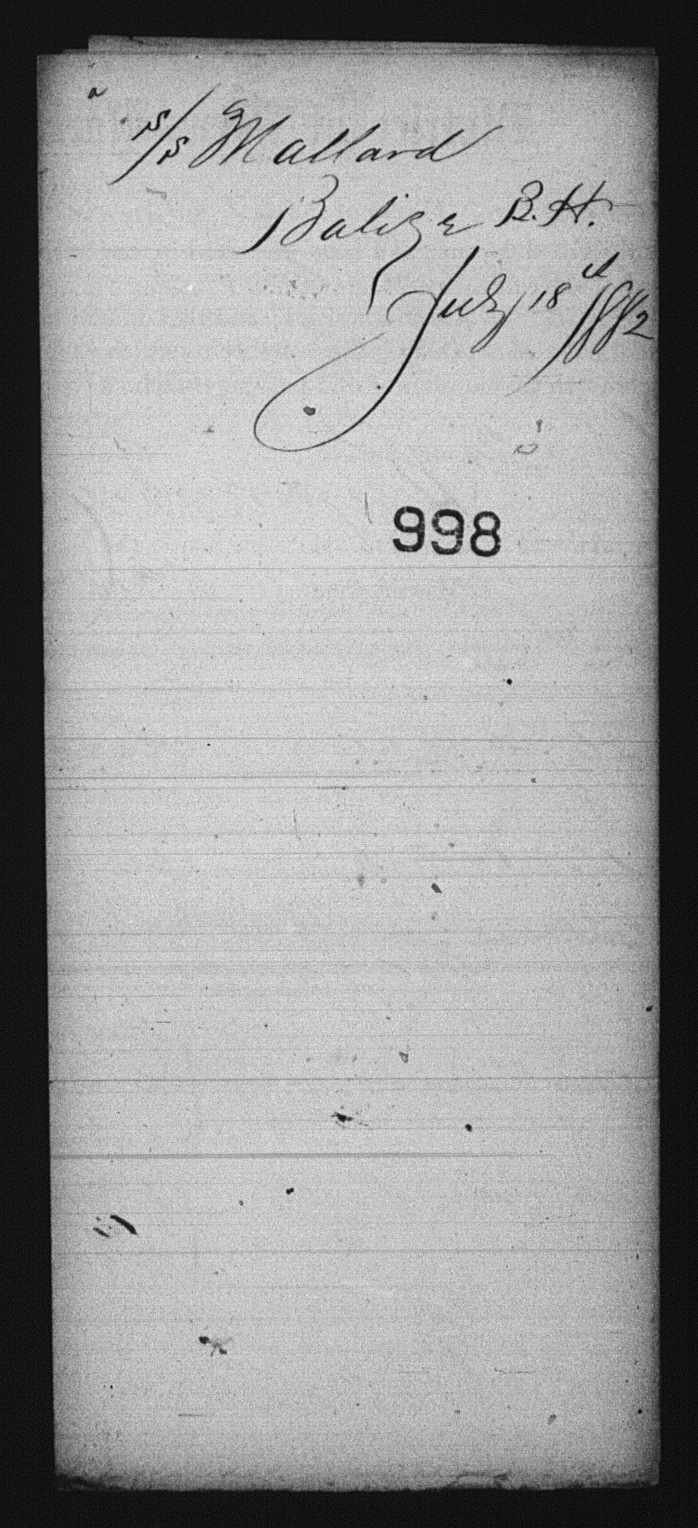 S/S Mallard
Balize B.H.
July 18th 1882
998